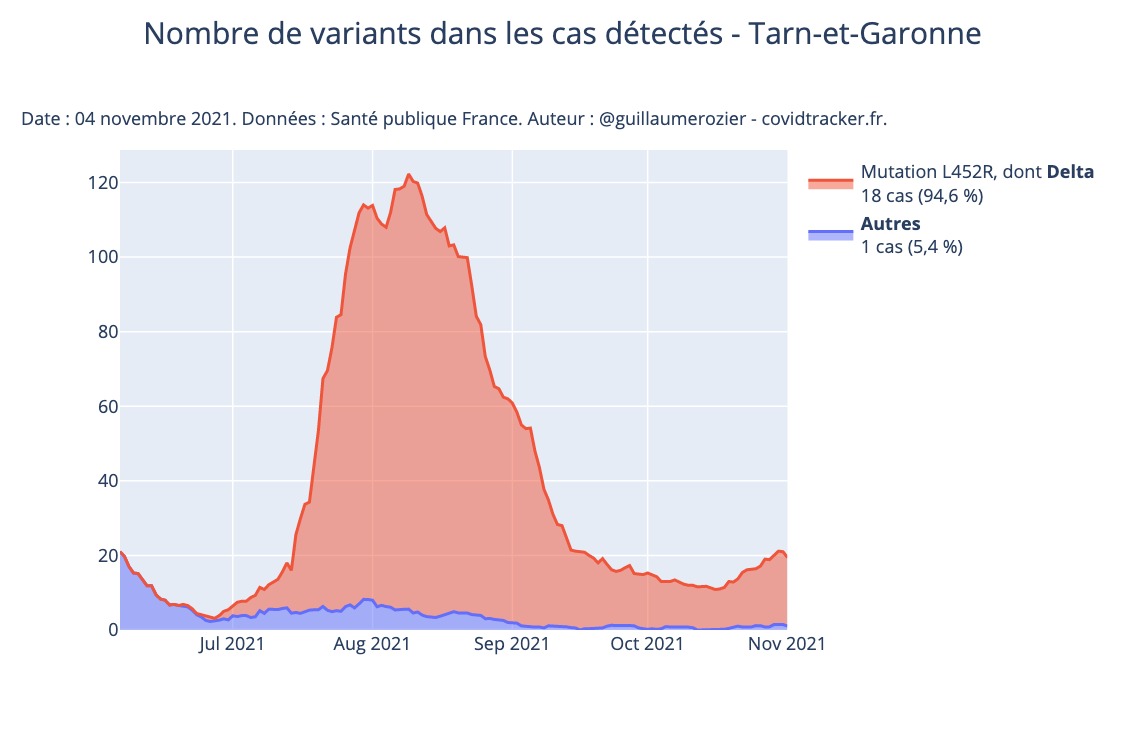 Nombre de variants dans les cas détectés - Tarn-et-Garonne
Date : 04 novembre 2021. Données : Santé publique France. Auteur : @guillaumerozier - covidtracker.fr.
Mutation L452R, dont Delta
18 cas (94,6 %)
Autres
1 cas (5,4 %)
120
100
80
60
40
20
0
Jul 2021 Aug 2021 Sep 2021 Oct 2021 Nov 2021